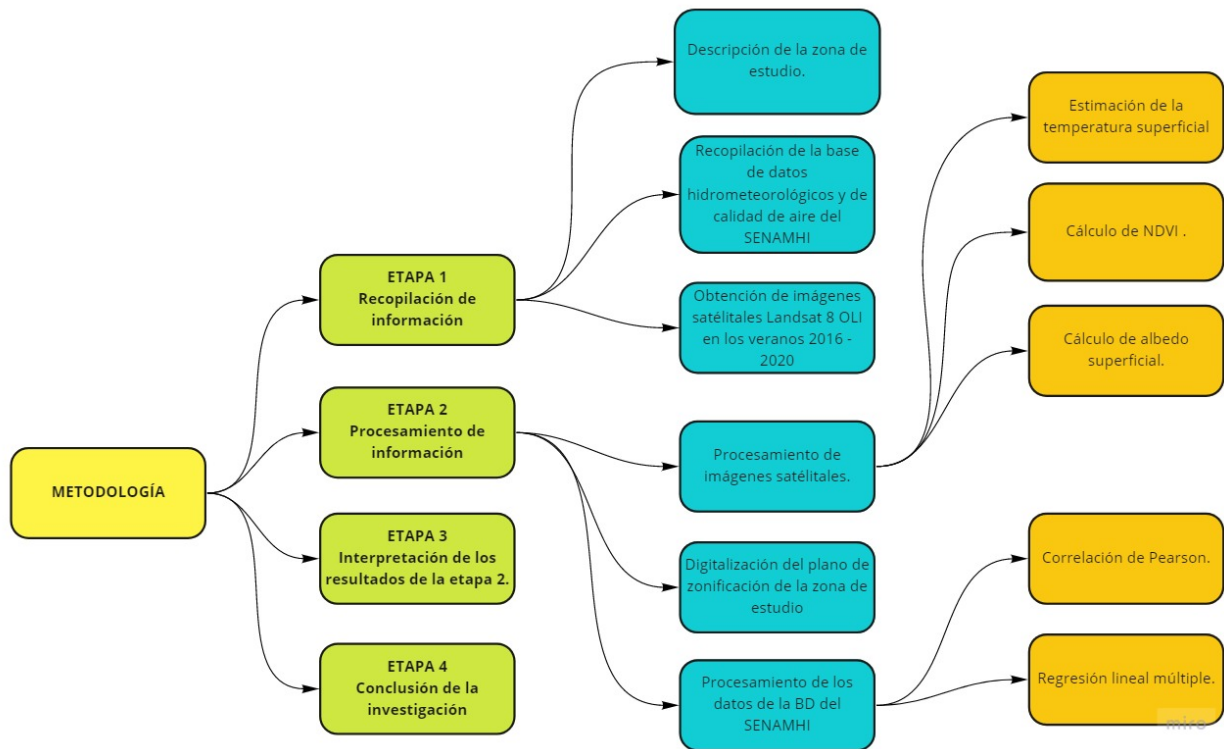 METODOLOGÍA
ETAPA 1
Recopilación de
información
ETAPA 2
Procesamiento de
información
ETAPA 3
Interpretación de los
resultados de la etapa 2.
ETAPA 4
Conclusión de la
investigación
Descripción de la zona de
estudio.
Recopilación de la base
de datos
hidrometeorológicos y de
calidad de aire del
SENAMHI
Obtención de imágenes
satélitales Landsat 8 OLI
en los veranos 2016 -
2020
Procesamiento de
imágenes satélitales.
Digitalización del plano de
zonificación de la zona de
estudio
Procesamiento de los
datos de la BD del
SENAMHI
Estimación de la
temperatura superficial
Cálculo de NDVI .
Cálculo de albedo
superficial.
Correlación de Pearson.
Regresión lineal múltiple.
miro